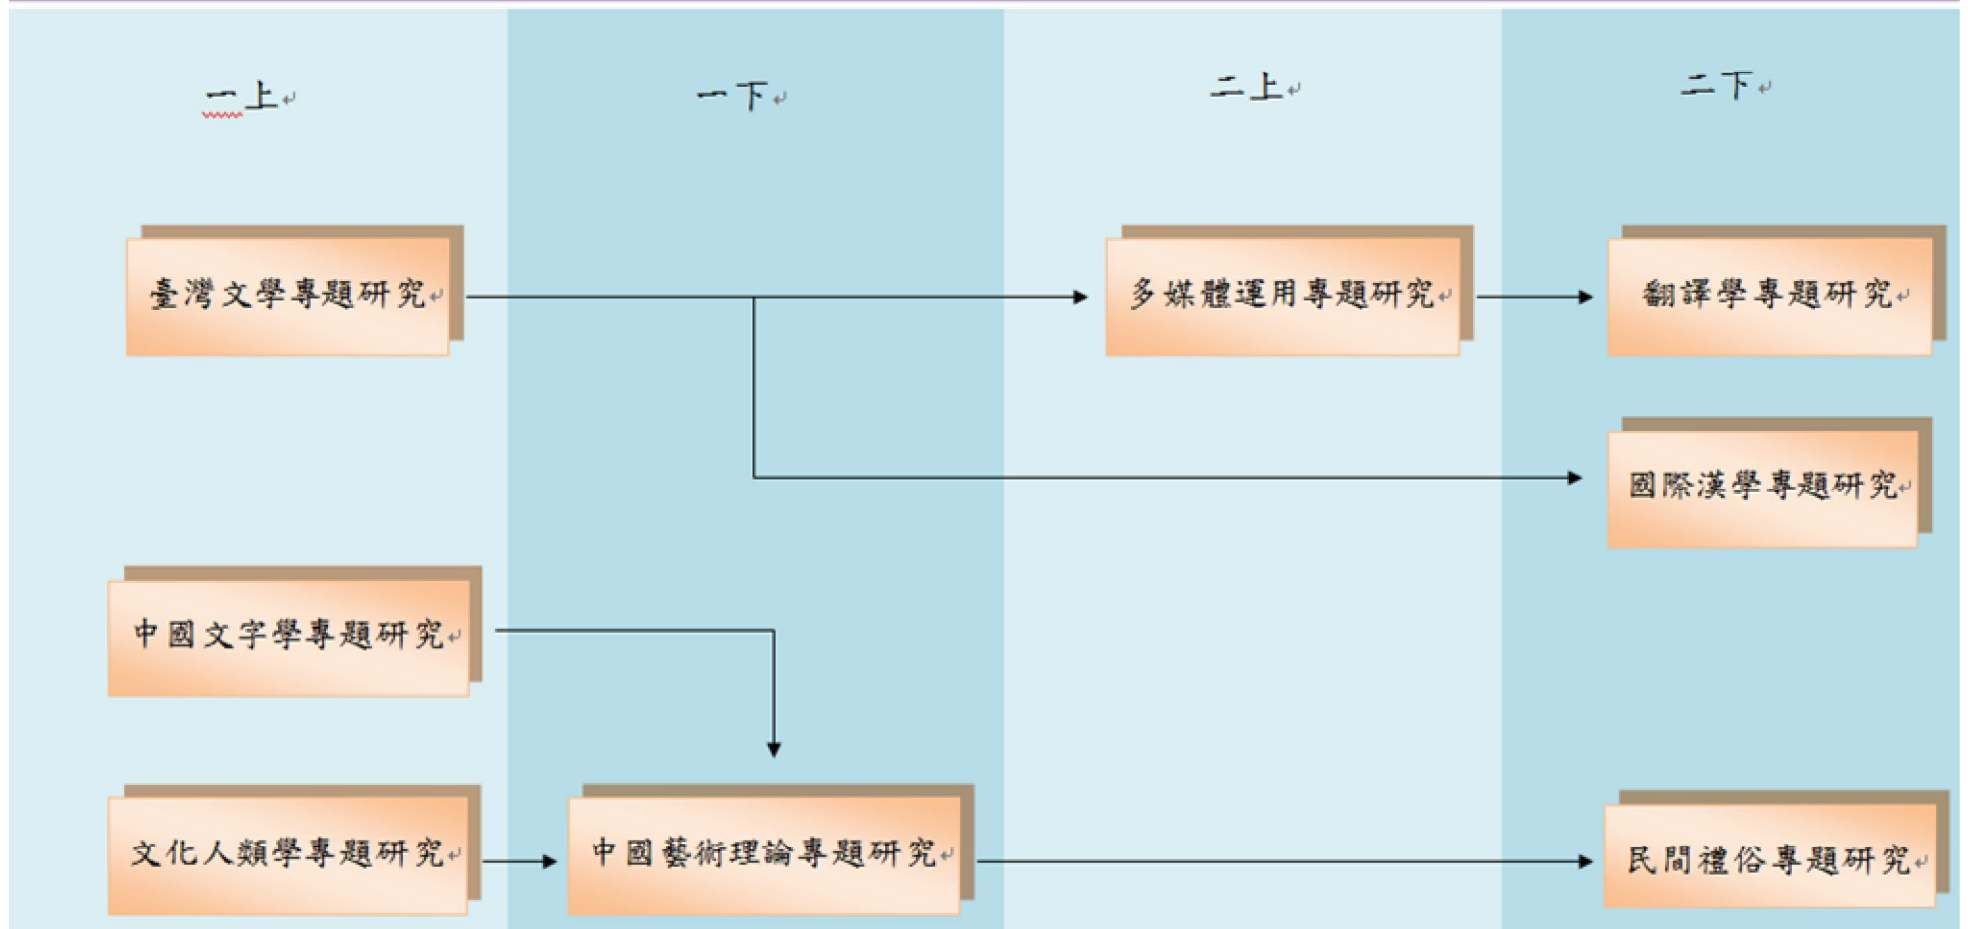 一上
一下
二上
二下
臺灣文學專題研究
多媒體運用專題研究
翻譯學專題研究
國際漢學專題研究
中國文字學專題研究
文化人類學專題研究
中國藝術理論專題研究
民間禮俗專題研究